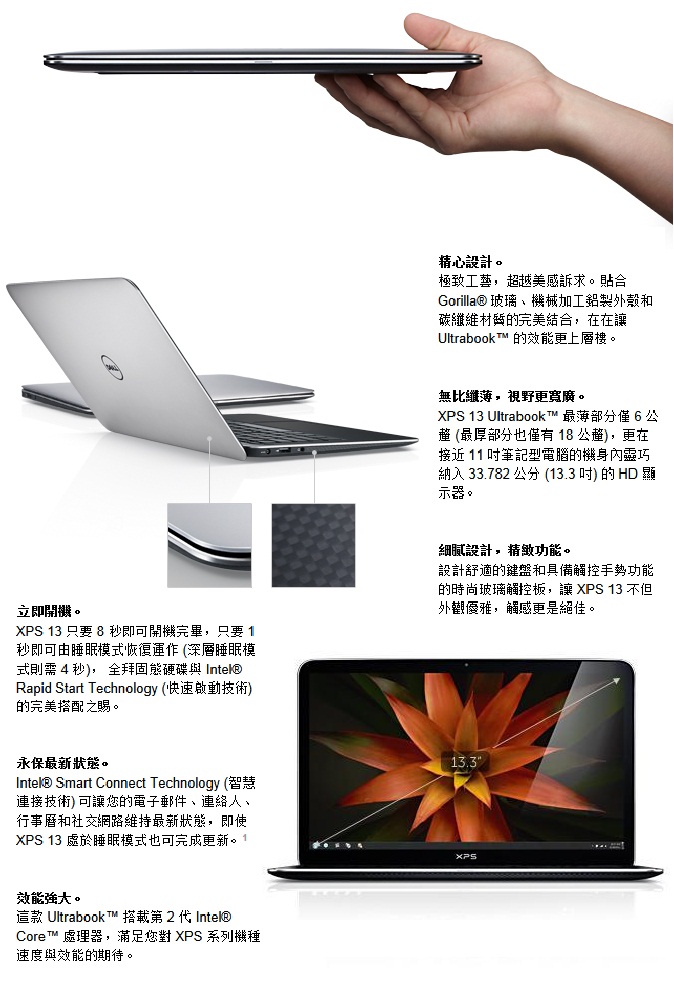 精心設計。
極致工藝，超越美感訴求。貼合
Gorilla® 玻璃、機械加工鋁製外殼和
碳纖維材質的完美結合，在在讓
Ultrabook™ 的效能更上層樓。
DELL
無比纖薄，視野更寬廣。
XPS 13 Ultrabook™ 最薄部分僅 6 公
釐 (最厚部分也僅有 18 公釐)，更在
接近 11 吋筆記型電腦的機身內靈巧
納入 33.782 公分 (13.3 吋) 的 HD 顯
示器。
細膩設計，精緻功能。
設計舒適的鍵盤和具備觸控手勢功能
的時尚玻璃觸控板，讓 XPS 13 不但
外觀優雅，觸感更是絕佳。
立即開機。
XPS 13 只要 8 秒即可開機完畢，只要 1
秒即可由睡眠模式恢復運作 (深層睡眠模
式則需 4 秒)， 全拜固態硬碟與 Intel®
Rapid Start Technology (快速啟動技術)
的完美搭配之賜。
永保最新狀態。
Intel® Smart Connect Technology (智慧
連接技術) 可讓您的電子郵件、連絡人、
行事曆和社交網路維持最新狀態，即使
XPS 13 處於睡眠模式也可完成更新。1
13.3"
XPS
效能強大。
這款 Ultrabook™ 搭載第 2 代 Intel®
Core™ 處理器，滿足您對 XPS 系列機種
速度與效能的期待。